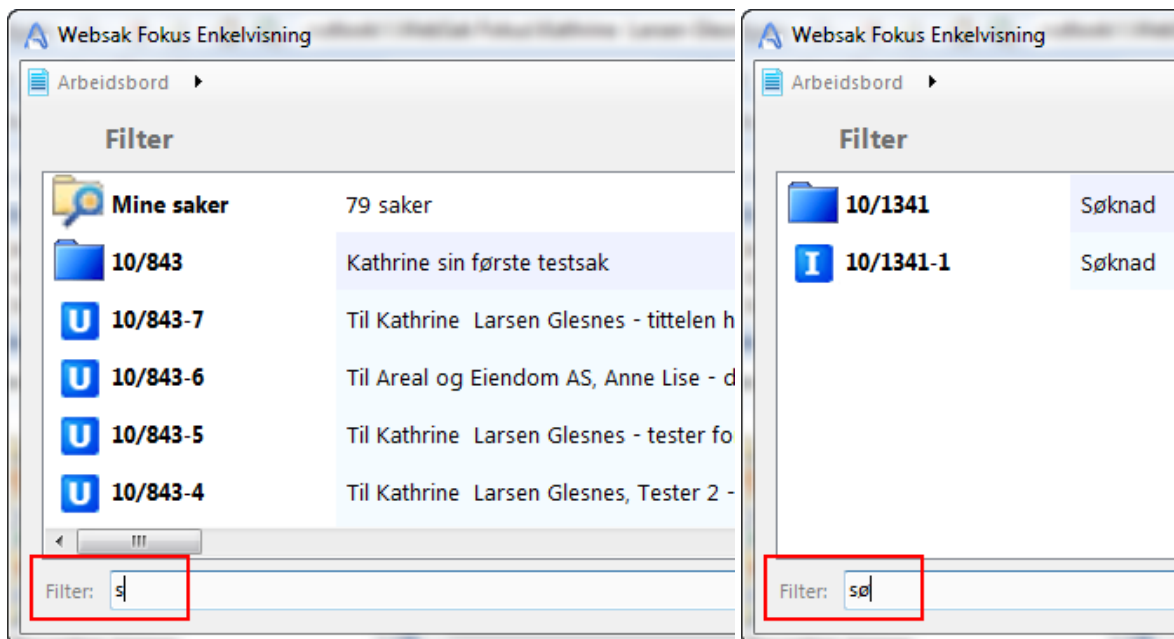 Websak Fokus Enkelvisning
Arbeidsbord
Filter
Mine saker 79 saker
10/843 Kathrine sin første testsak
U 10/843-7 Til Kathrine Larsen Glesnes - tittelen h
U 10/843-6 Til Areal og Eiendom AS, Anne Lise - d
U 10/843-5 Til Kathrine Larsen Glesnes - tester fo
U 10/843-4 Til Kathrine Larsen Glesnes, Tester 2 -
Filter: s
Websak Fokus Enkelvisning
Arbeidsbord
Filter
10/1341 Søknad
I 10/1341-1 Søknad
Filter: sø